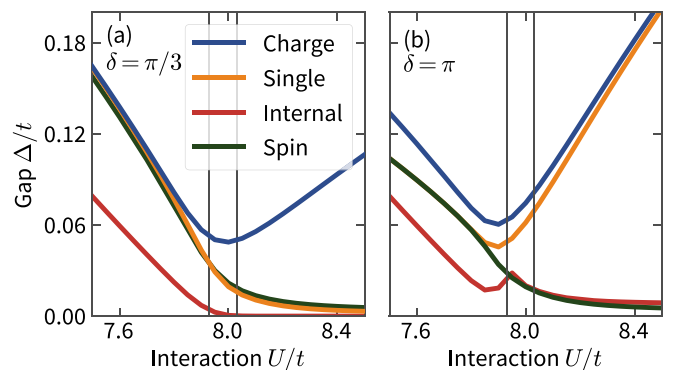 (a)
δ = π/3
Charge
Single
Internal
Spin
(b)
δ = π
0.18
0.12
0.06
0.00
Gap Δ/t
7.6
8.0
8.4
7.6
8.0
8.4
Interaction U/t
Interaction U/t